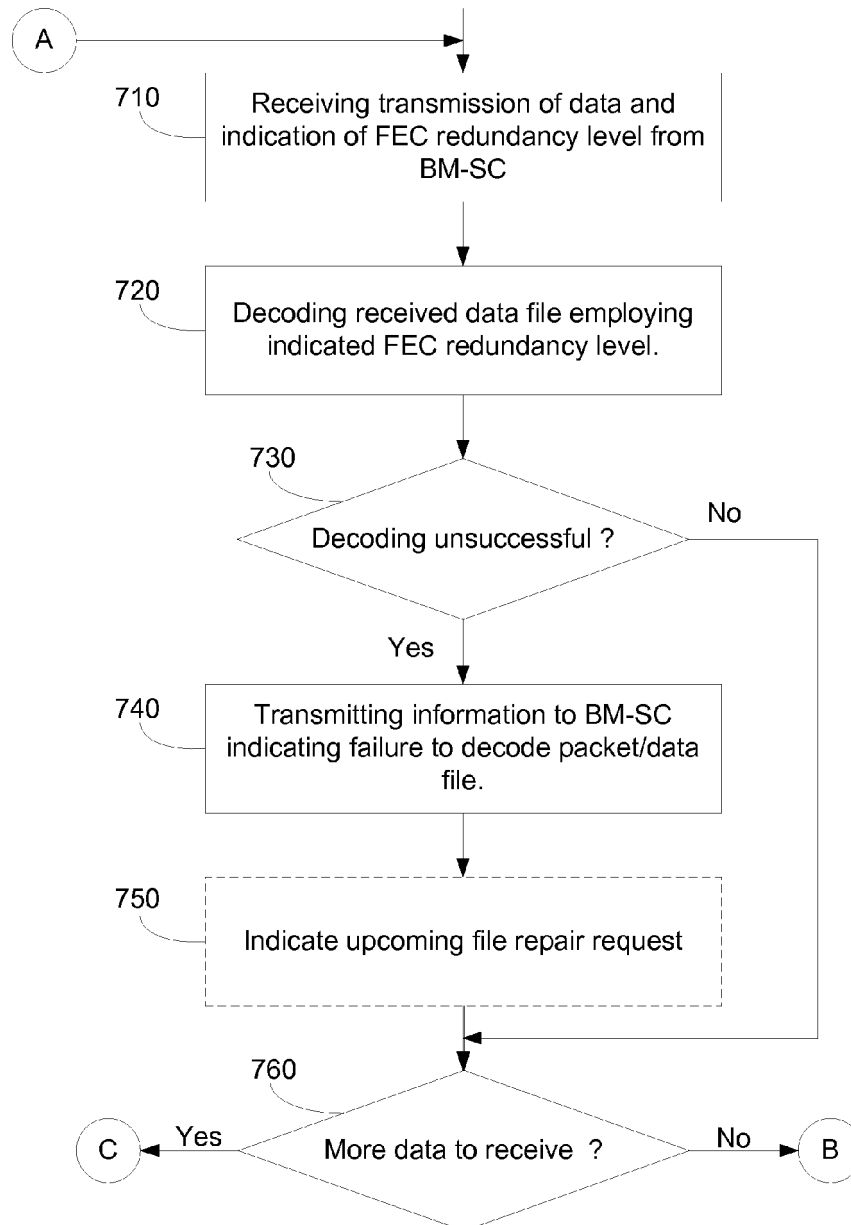 A
710
Receiving transmission of data and
indication of FEC redundancy level from
BM-SC
720
Decoding received data file employing
indicated FEC redundancy level.
730
Decoding unsuccessful ?
No
Yes
740
Transmitting information to BM-SC
indicating failure to decode packet/data
file.
750
Indicate upcoming file repair request
760
C
Yes
More data to receive ?
No
B